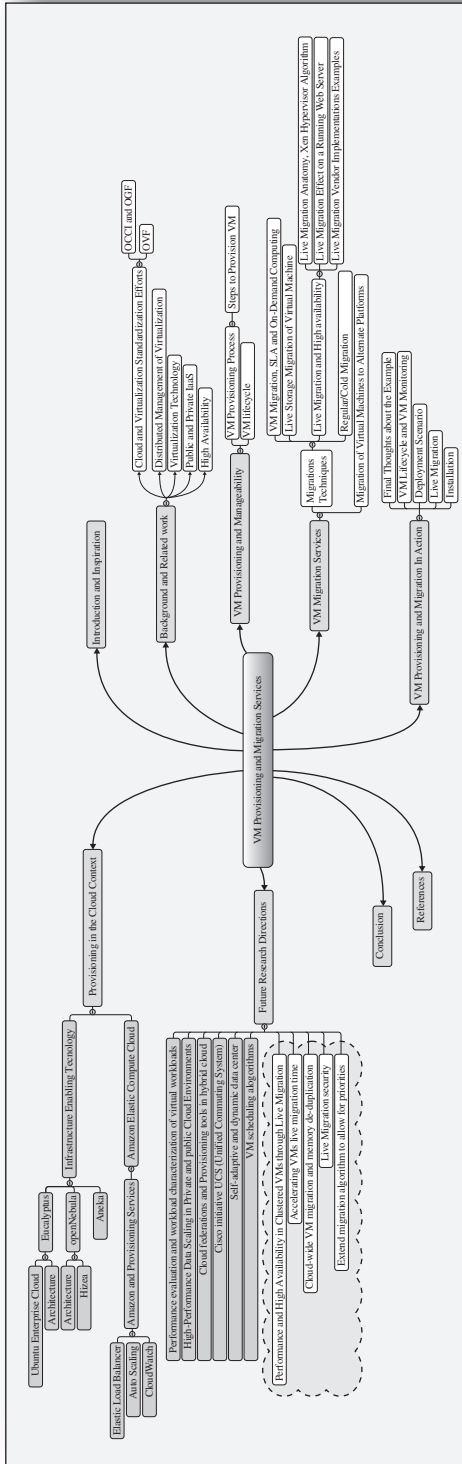 VM Provisioning and Migration Services
Introduction and Inspiration
Background and Related work
Cloud and Virtualization Standardization Efforts
OCCI and OGF
OVF
Distributed Management of Virtualization
Virtualization Technology
Public and Private IaaS
High Availability
VM Provisioning and Manageability
VM Provisioning Process
Steps to Provision VM
VM lifecycle
VM Migration Services
Migrations
Techniques
VM Migration, SLA and On-Demand Computing
Live Storage Migration of Virtual Machine
Live Migration and High availability
Live Migration Anatomy, Xen Hypervisor Algorithm
Live Migration Effect on a Running Web Server
Live Migration Vendor Implementations Examples
Regular/Cold Migration
Migration of Virtual Machines to Alternate Platforms
VM Provisioning and Migration In Action
Final Thoughts about the Example
VM Lifecycle and VM Monitoring
Deployment Scenario
Live Migration
Installation
Provisioning in the Cloud Context
Infrastructure Enabling Tecnology
Eucalyptus
Ubuntu Enterprise Cloud
Architecture
openNebula
Architecture
Hizea
Aneka
Amazon Elastic Compute Cloud
Amazon and Provisioning Services
Elastic Load Balancer
Auto Scaling
CloudWatch
Future Research Directions
Performance evaluation and workload characterization of virtual workloads
High-Performance Data Scaling in Private and public Cloud Environments
Cloud federations and Provisioning tools in hybrid cloud
Cisco initiative UCS (Unified Commuting System)
Self-adaptive and dynamic data center
VM scheduling alogorithms
Performance and High Availability in Clustered VMs through Live Migration
Accelerating VMs live migration time
Cloud-wide VM migration and memory de-duplication
Live Migration security
Extend migration algorithm to allow for priorities
Conclusion
References